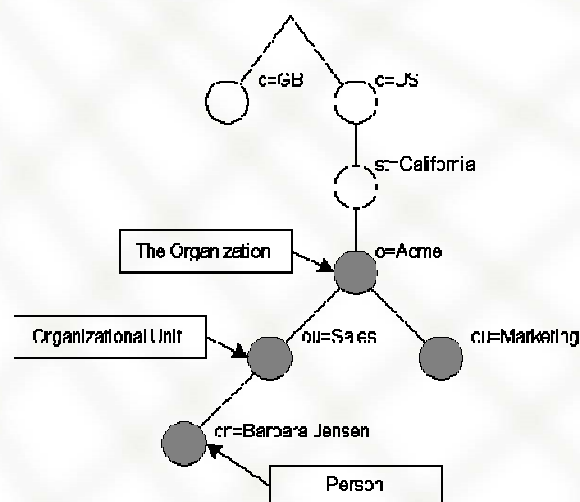 c=GB
c=US
st=California
The Organization
o=Acme
Organizational Unit
ou=Sales
ou=Marketing
cn=Barbara Jensen
Person